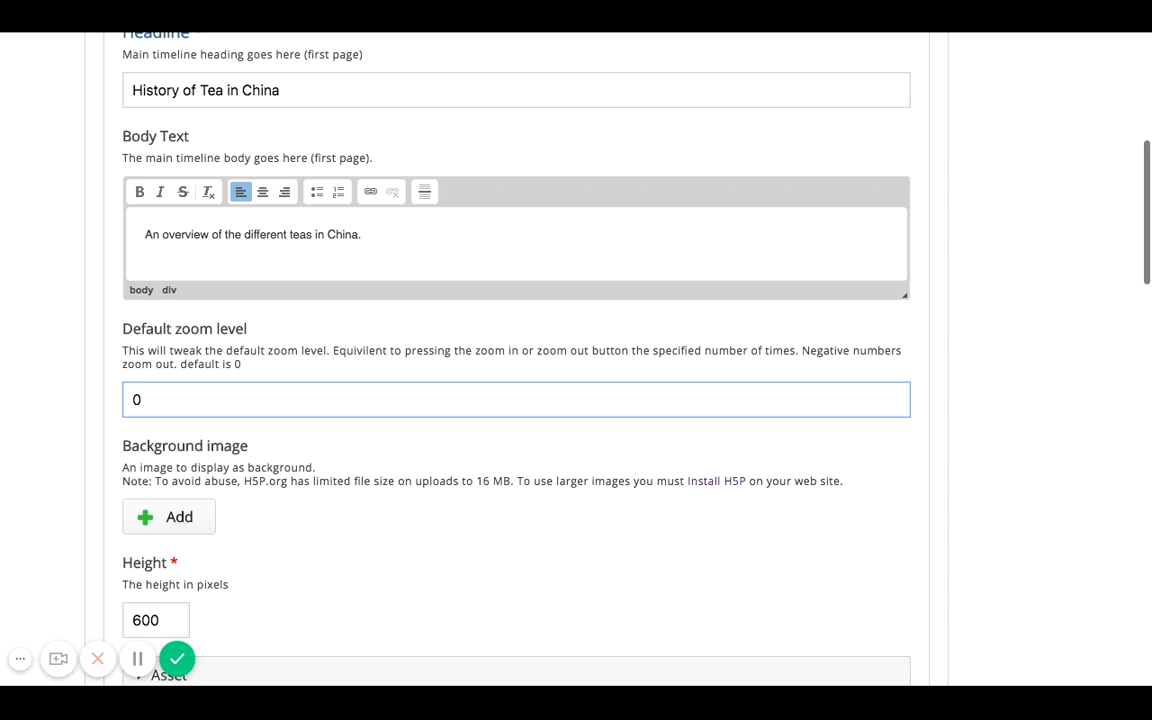 Headline
Main timeline heading goes here (first page)
History of Tea in China
Body Text
The main timeline body goes here (first page).
B I S Tx
An overview of the different teas in China.
body div
Default zoom level
This will tweak the default zoom level. Equivilent to pressing the zoom in or zoom out button the specified number of times. Negative numbers
zoom out. default is 0
0
Background image
An image to display as background.
Note: To avoid abuse, H5P.org has limited file size on uploads to 16 MB. To use larger images you must Install H5P on your web site.
Add
Height *
The height in pixels
600
Asset